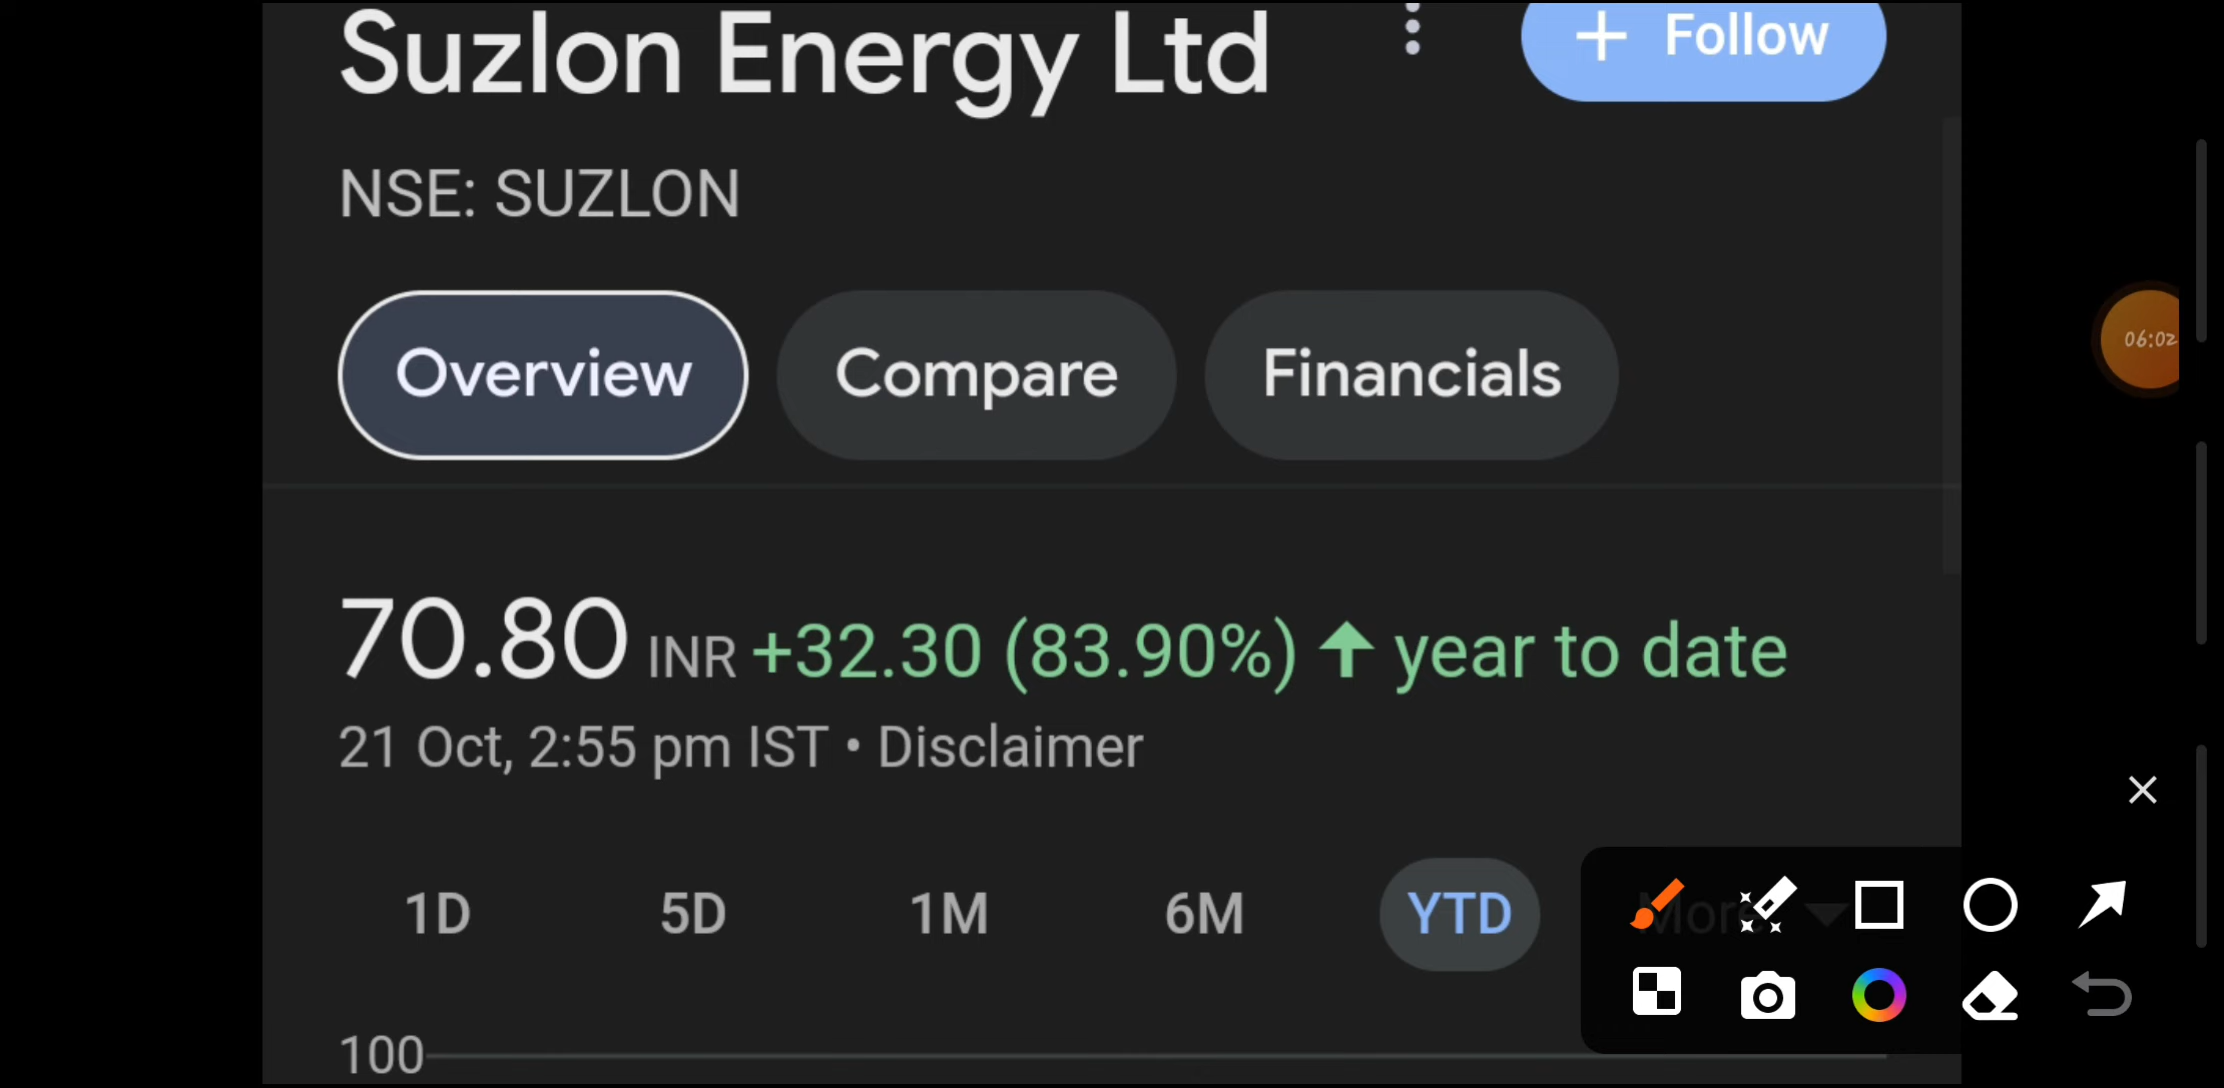 Suzlon Energy Ltd
+ Follow
NSE: SUZLON
Overview Compare Financials
06:02
70.80 INR +32.30 (83.90%) ↑ year to date
21 Oct, 2:55 pm IST • Disclaimer
1D 5D 1M 6M YTD More
100